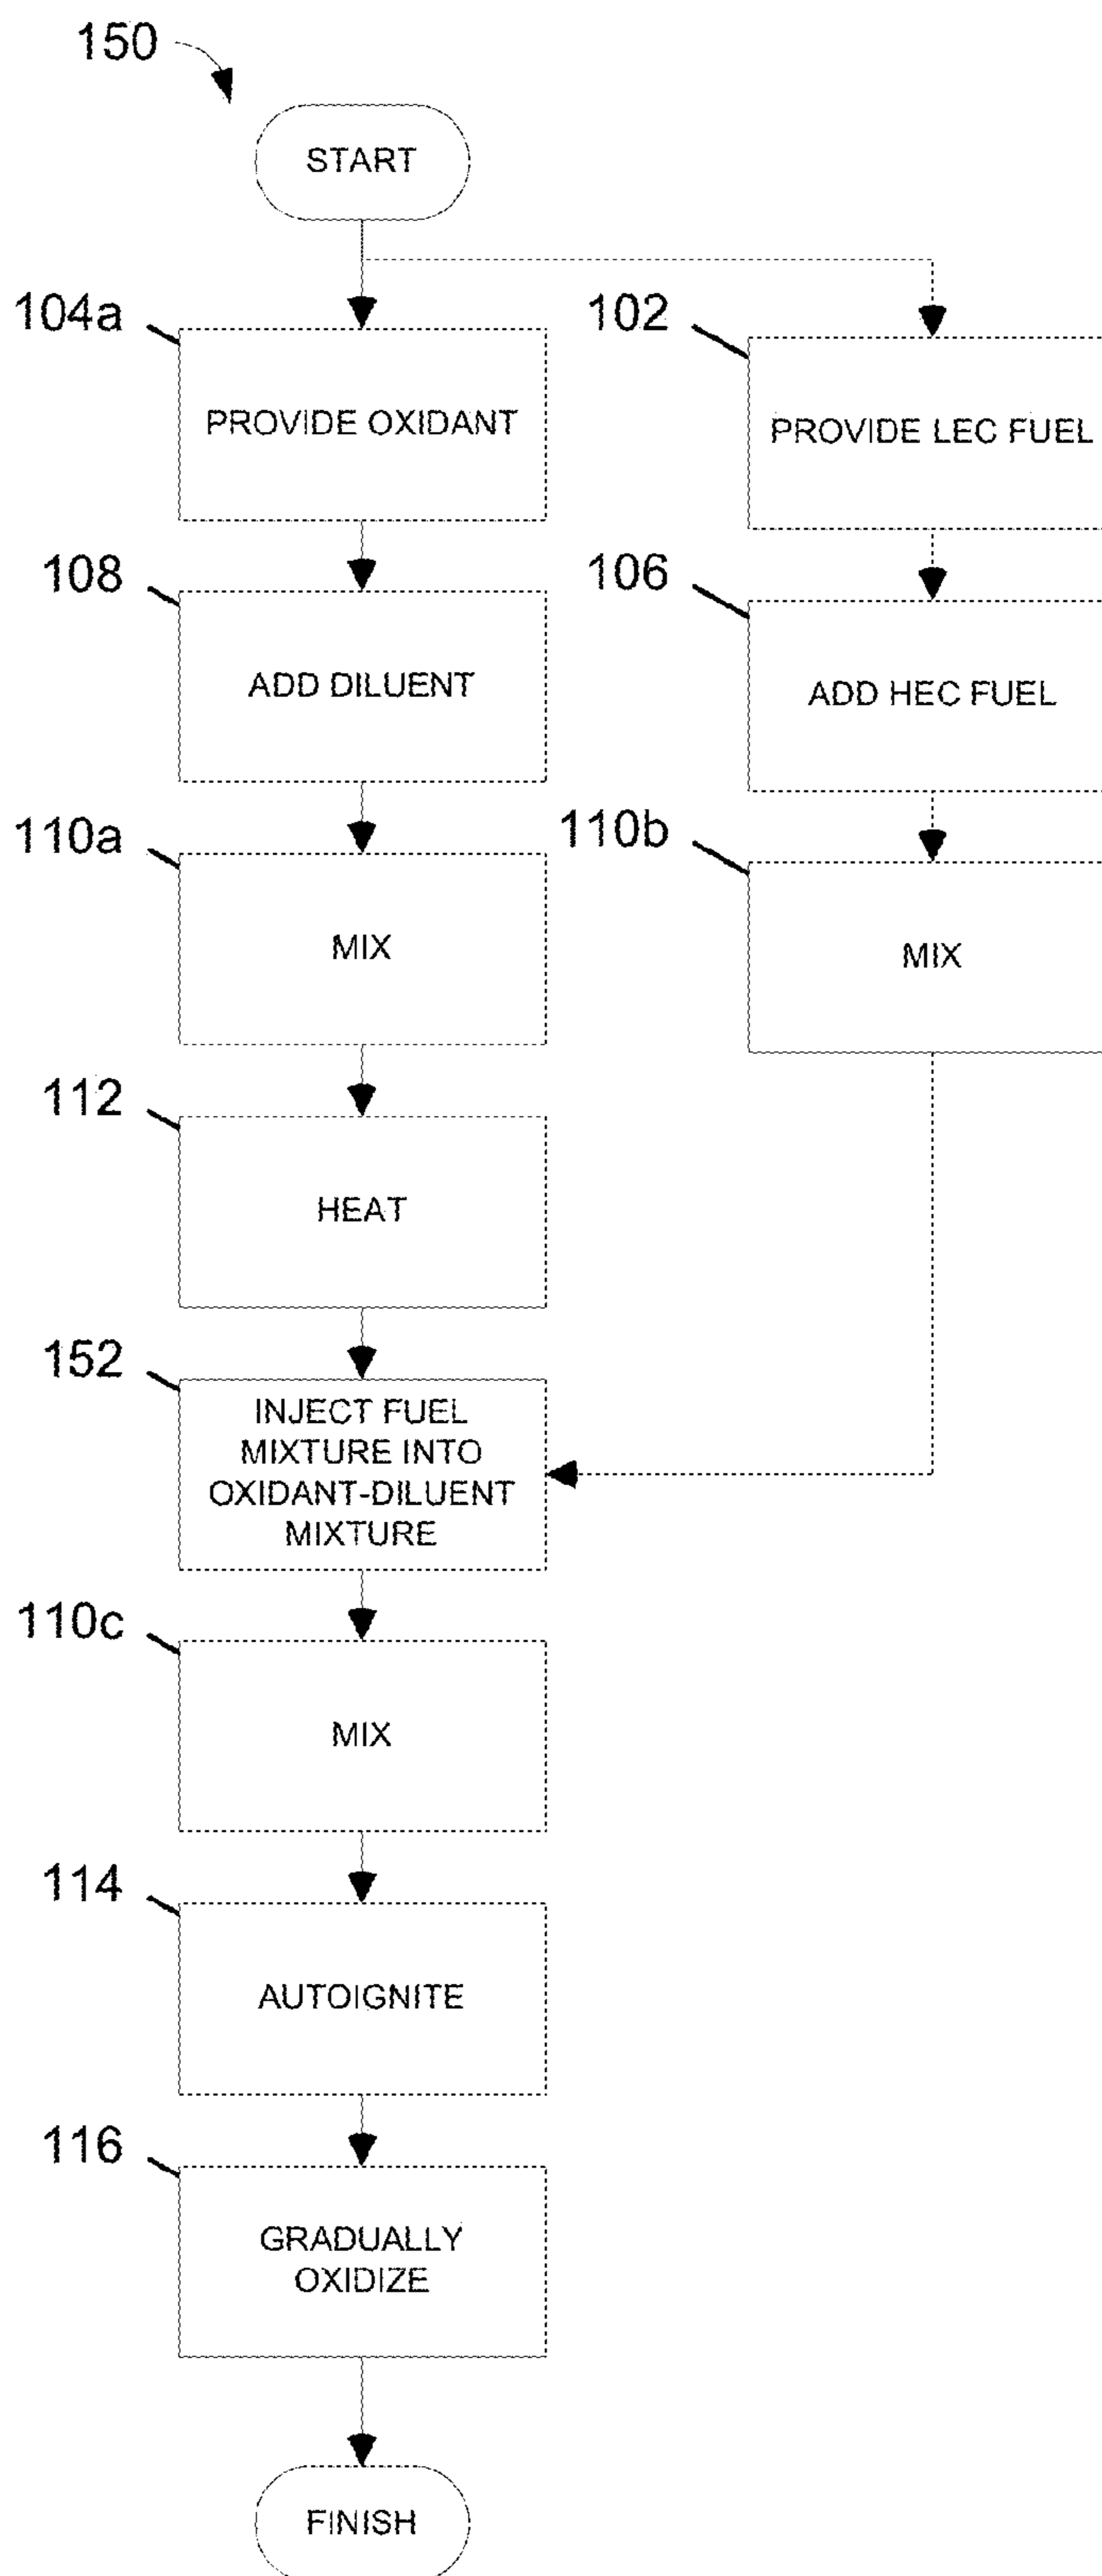 150
START
104a
PROVIDE OXIDANT
102
PROVIDE LEC FUEL
108
ADD DILUENT
106
ADD HEC FUEL
110a
MIX
110b
MIX
112
HEAT
152
INJECT FUEL
MIXTURE INTO
OXIDANT-DILUENT
MIXTURE
110c
MIX
114
AUTOIGNITE
116
GRADUALLY
OXIDIZE
FINISH